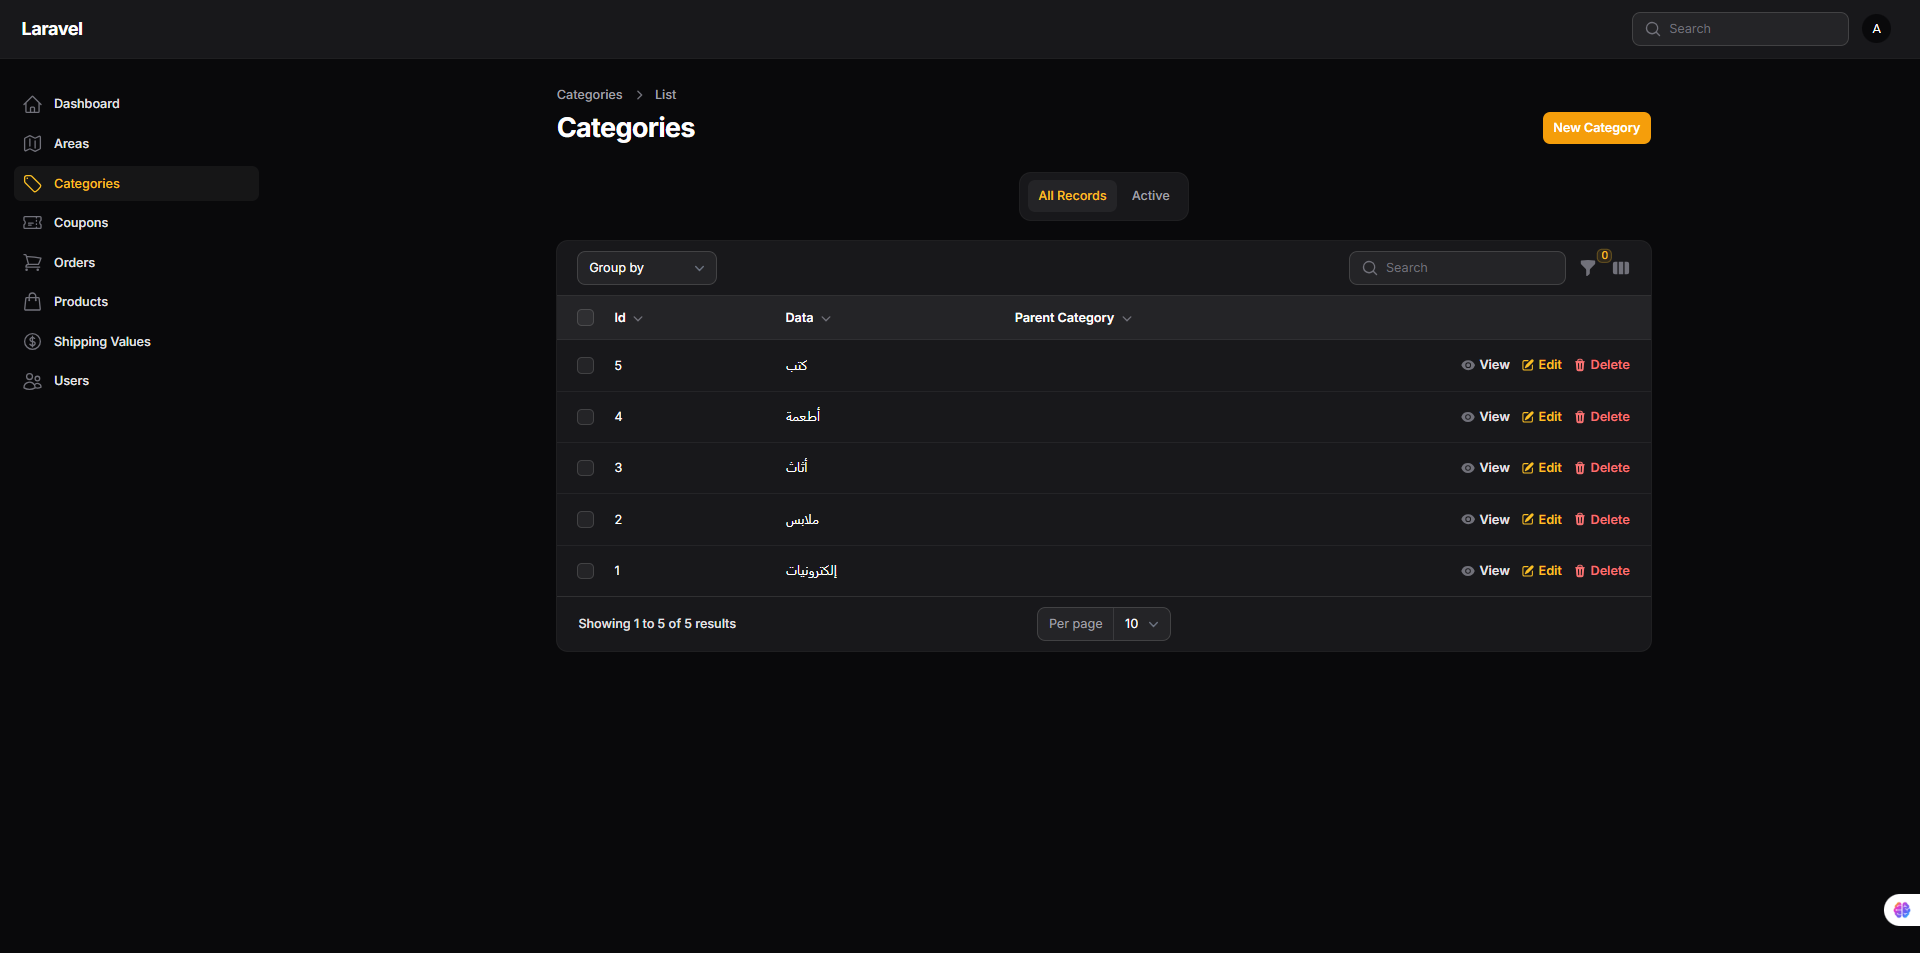 Laravel
Search
A
Dashboard
Areas
Categories
Coupons
Orders
Products
Shipping Values
Users
Categories > List
Categories
New Category
All Records Active
Group by
Search
0
Id Data Parent Category
5 كتب View Edit Delete
4 أطعمة View Edit Delete
3 أثاث View Edit Delete
2 ملابس View Edit Delete
1 إلكترونيات View Edit Delete
Showing 1 to 5 of 5 results
Per page 10